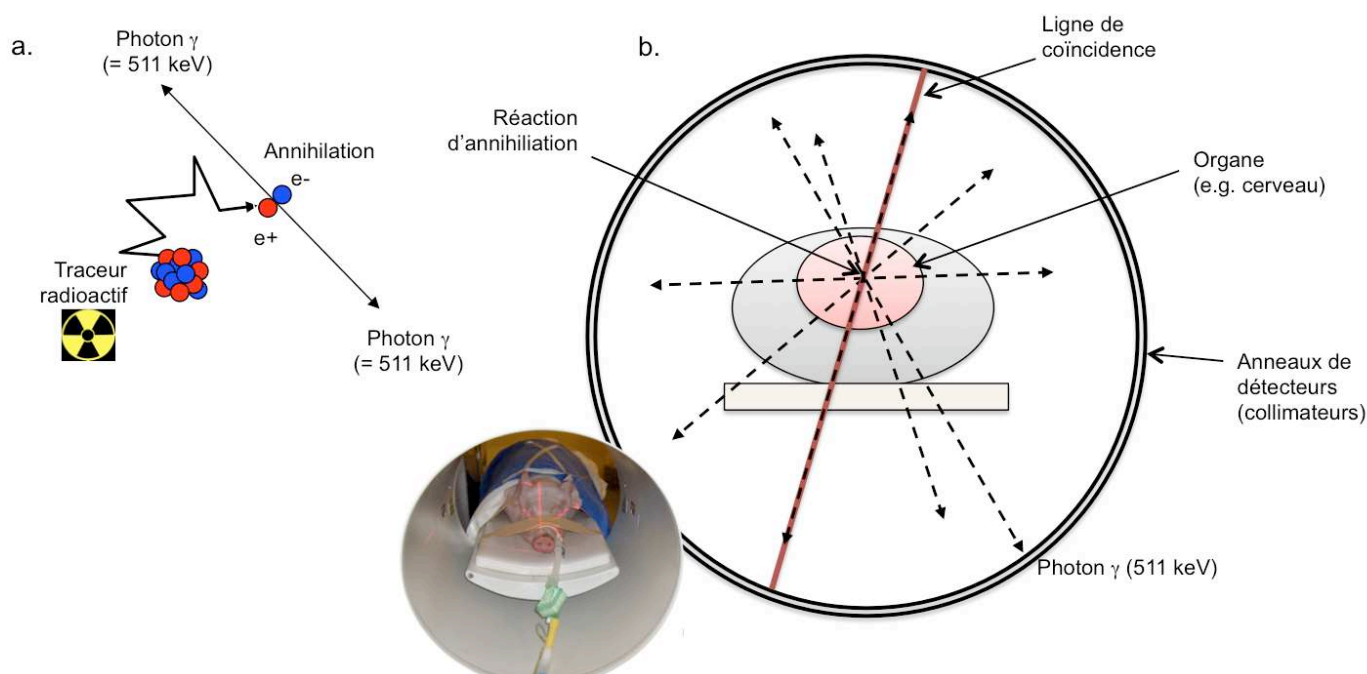 a.
Photon γ
(= 511 keV)
Annihilation
e-
e+
Traceur
radioactif
Photon γ
(= 511 keV)
b.
Ligne de
coïncidence
Réaction
d'annihiliation
Organe
(e.g. cerveau)
Anneaux de
détecteurs
(collimateurs)
Photon γ (511 keV)